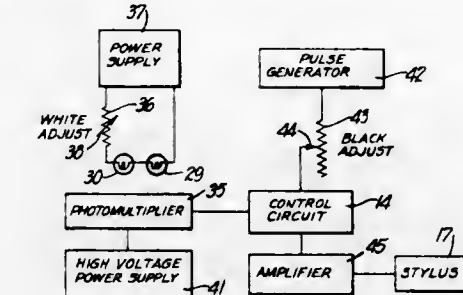 37
POWER
SUPPLY
PULSE
GENERATOR
42
36
WHITE
ADJUST
38
43
44
BLACK
ADJUST
30
29
35
PHOTOMULTIPLIER
CONTROL
CIRCUIT
14
17
HIGH VOLTAGE
POWER SUPPLY
41
AMPLIFIER
45
STYLUS